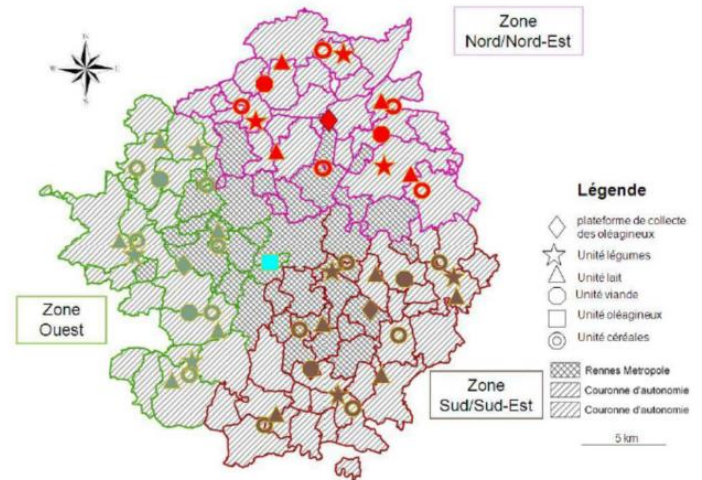 Zone
Nord/Nord-Est
Légende
plateforme de collecte
des oléagineux
Unité légumes
Unité lait
Unité viande
Unité oléagineux
Unité céréales
Rennes Metropole
Couronne d'autonomie
Couronne d'autonomie
5 km
Zone
Ouest
Zone
Sud/Sud-Est